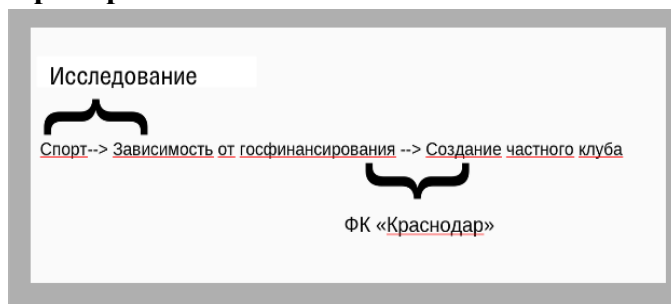 Исследование
Спорт--> Зависимость от госфинансирования --> Создание частного клуба
ФК «Краснодар»